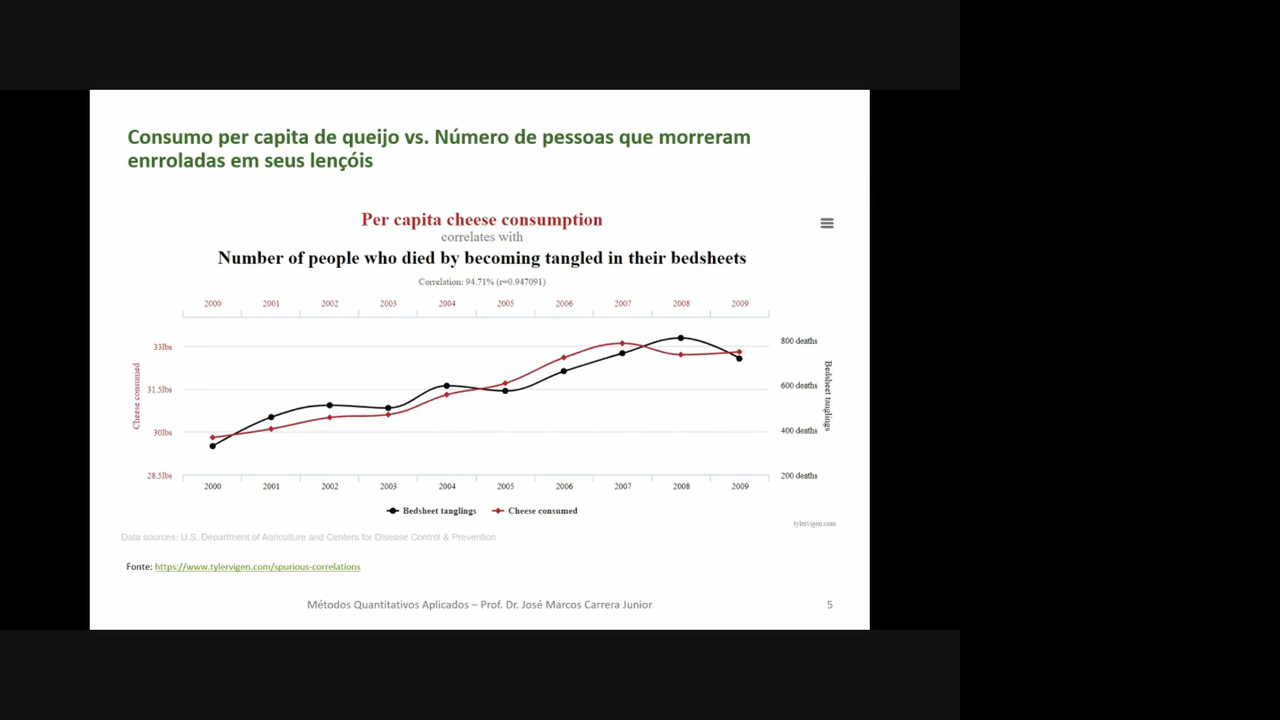 Consumo per capita de queijo vs. Número de pessoas que morreram
enrroladas em seus lençóis
Per capita cheese consumption
correlates with
Number of people who died by becoming tangled in their bedsheets
Correlation: 94.71% (r=0.947091)
2000 2001 2002 2003 2004 2005 2006 2007 2008 2009
33lbs
31.5lbs
30lbs
28.5lbs
Cheese consumed
800 deaths
600 deaths
400 deaths
200 deaths
Bedsheet tanglings
2000 2001 2002 2003 2004 2005 2006 2007 2008 2009
Bedsheet tanglings Cheese consumed
tylervigen.com
Data sources: U.S. Department of Agriculture and Centers for Disease Control & Prevention
Fonte: https://www.tylervigen.com/spurious-correlations
Métodos Quantitativos Aplicados – Prof. Dr. José Marcos Carrera Junior 5